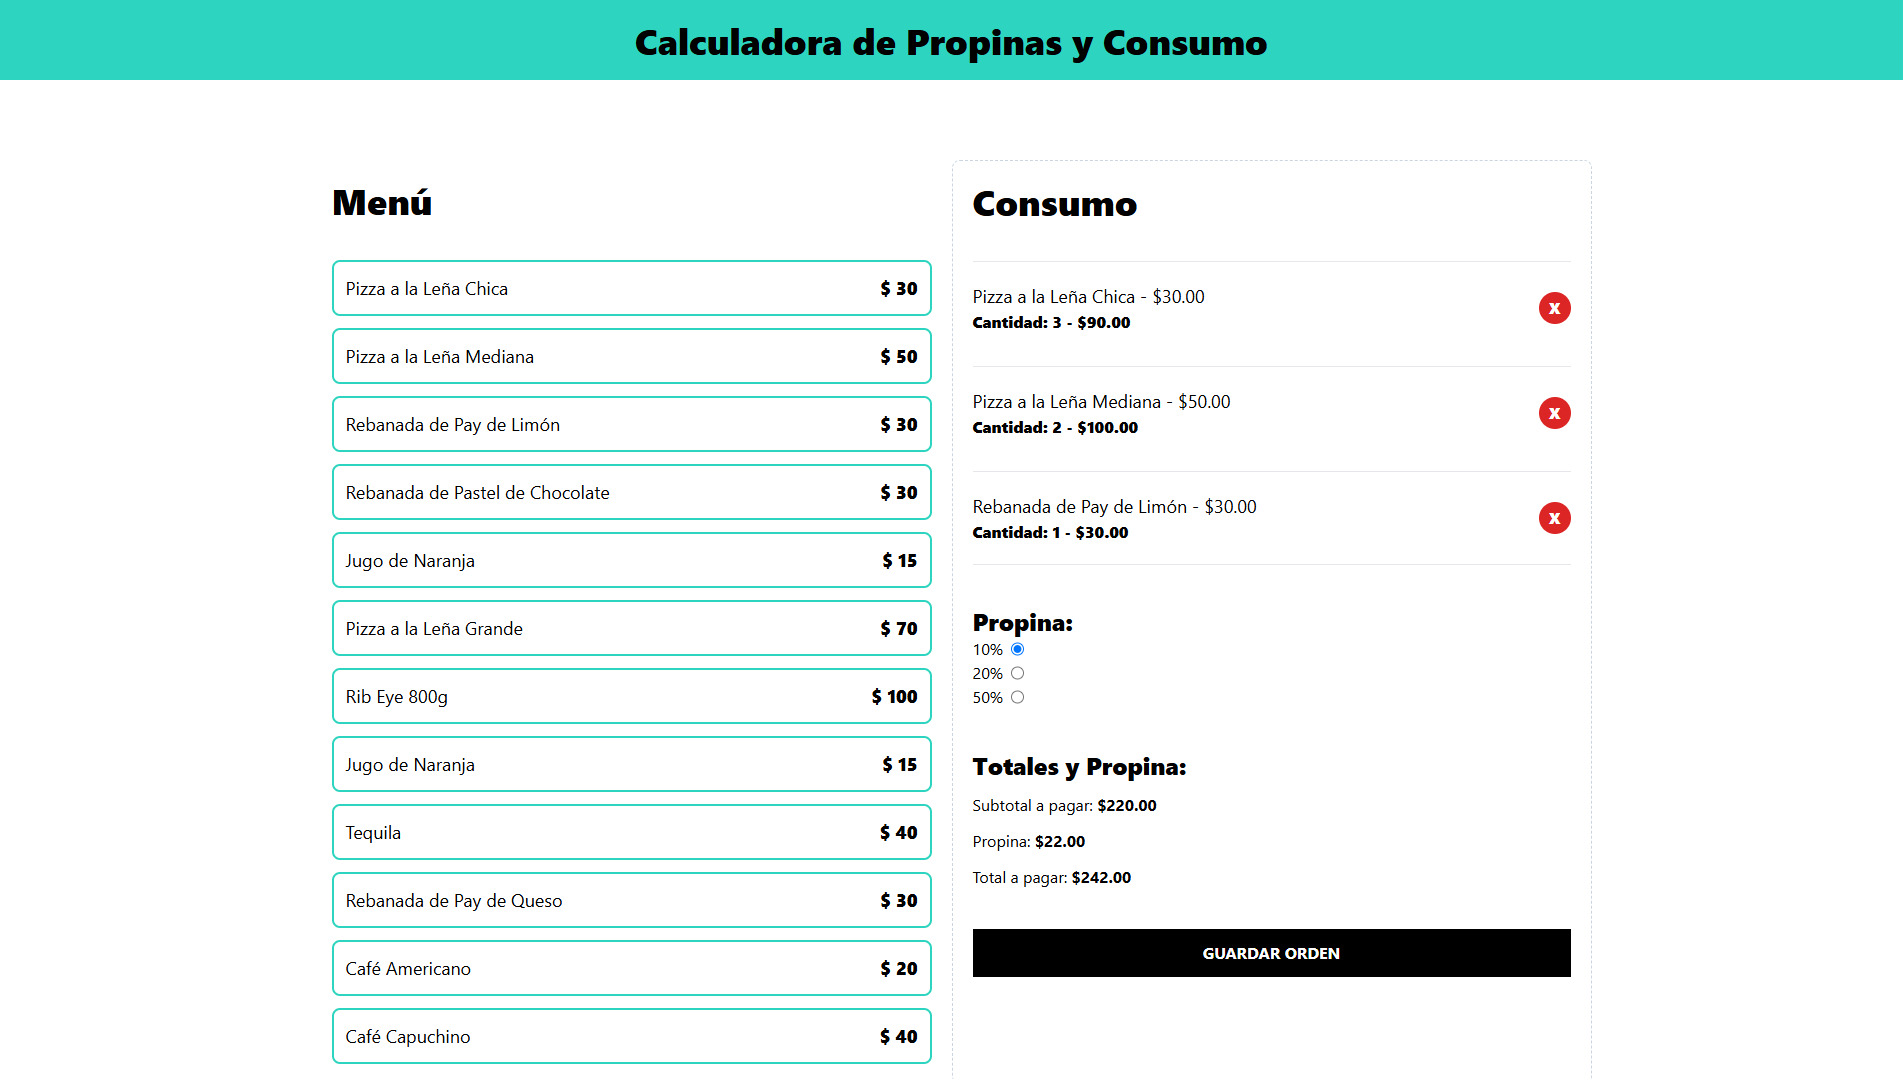 Calculadora de Propinas y Consumo
Menú
Pizza a la Leña Chica $ 30
Pizza a la Leña Mediana $ 50
Rebanada de Pay de Limón $ 30
Rebanada de Pastel de Chocolate $ 30
Jugo de Naranja $ 15
Pizza a la Leña Grande $ 70
Rib Eye 800g $ 100
Jugo de Naranja $ 15
Tequila $ 40
Rebanada de Pay de Queso $ 30
Café Americano $ 20
Café Capuchino $ 40
Consumo
Pizza a la Leña Chica - $30.00
Cantidad: 3 - $90.00
X
Pizza a la Leña Mediana - $50.00
Cantidad: 2 - $100.00
X
Rebanada de Pay de Limón - $30.00
Cantidad: 1 - $30.00
X
Propina:
10%
20%
50%
Totales y Propina:
Subtotal a pagar: $220.00
Propina: $22.00
Total a pagar: $242.00
GUARDAR ORDEN